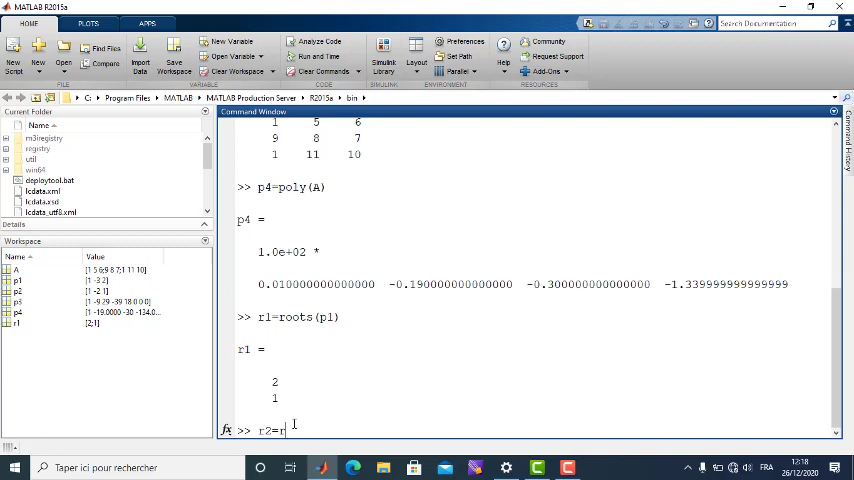 MATLAB R2015a
HOME PLOTS APPS Search Documentation
New Script New Open Find Files Compare Import Data Save Workspace New Variable Open Variable Clear Workspace Analyze Code Run and Time Clear Commands Simulink Library Layout Preferences Set Path Parallel Help Community Request Support Add-Ons
FILE VARIABLE CODE SIMULINK ENVIRONMENT RESOURCES
C: Program Files MATLAB MATLAB Production Server R2015a bin
Current Folder
Name
m3iregistry
registry
util
win64
deploytool.bat
lcdata.xml
lcdata.xsd
lcdata_utf8.xml
Details
Workspace
Name Value
A [1 5 6;9 8 7;1 11 10]
p1 [1 -3 2]
p2 [1 -2 1]
p3 [1 -9 29 -39 18 0 0 0]
p4 [1 -19.0000 -30 -134.0...
r1 [2;1]
Command Window
1 5 6
9 8 7
1 11 10
>> p4=poly(A)
p4 =
1.0e+02 *
0.010000000000000 -0.190000000000000 -0.300000000000000 -1.339999999999999
>> r1=roots(p1)
r1 =
2
1
fx >> r2=r
Command History
Taper ici pour rechercher
FRA
12:18
26/12/2020